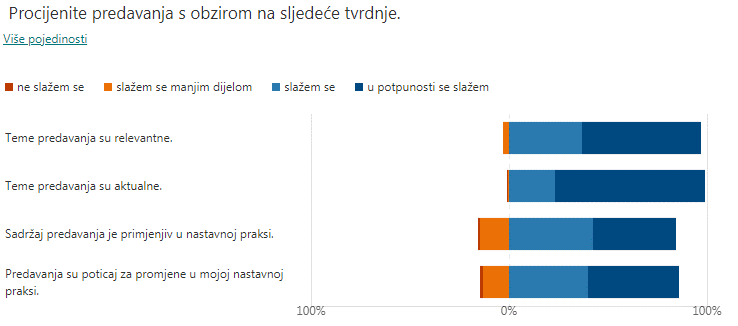 Procijenite predavanja s obzirom na sljedeće tvrdnje.
Više pojedinosti
ne slažem se
slažem se manjim dijelom
slažem se
u potpunosti se slažem
Teme predavanja su relevantne.
Teme predavanja su aktualne.
Sadržaj predavanja je primjenjiv u nastavnoj praksi.
Predavanja su poticaj za promjene u mojoj nastavnoj
praksi.
100%
0%
100%